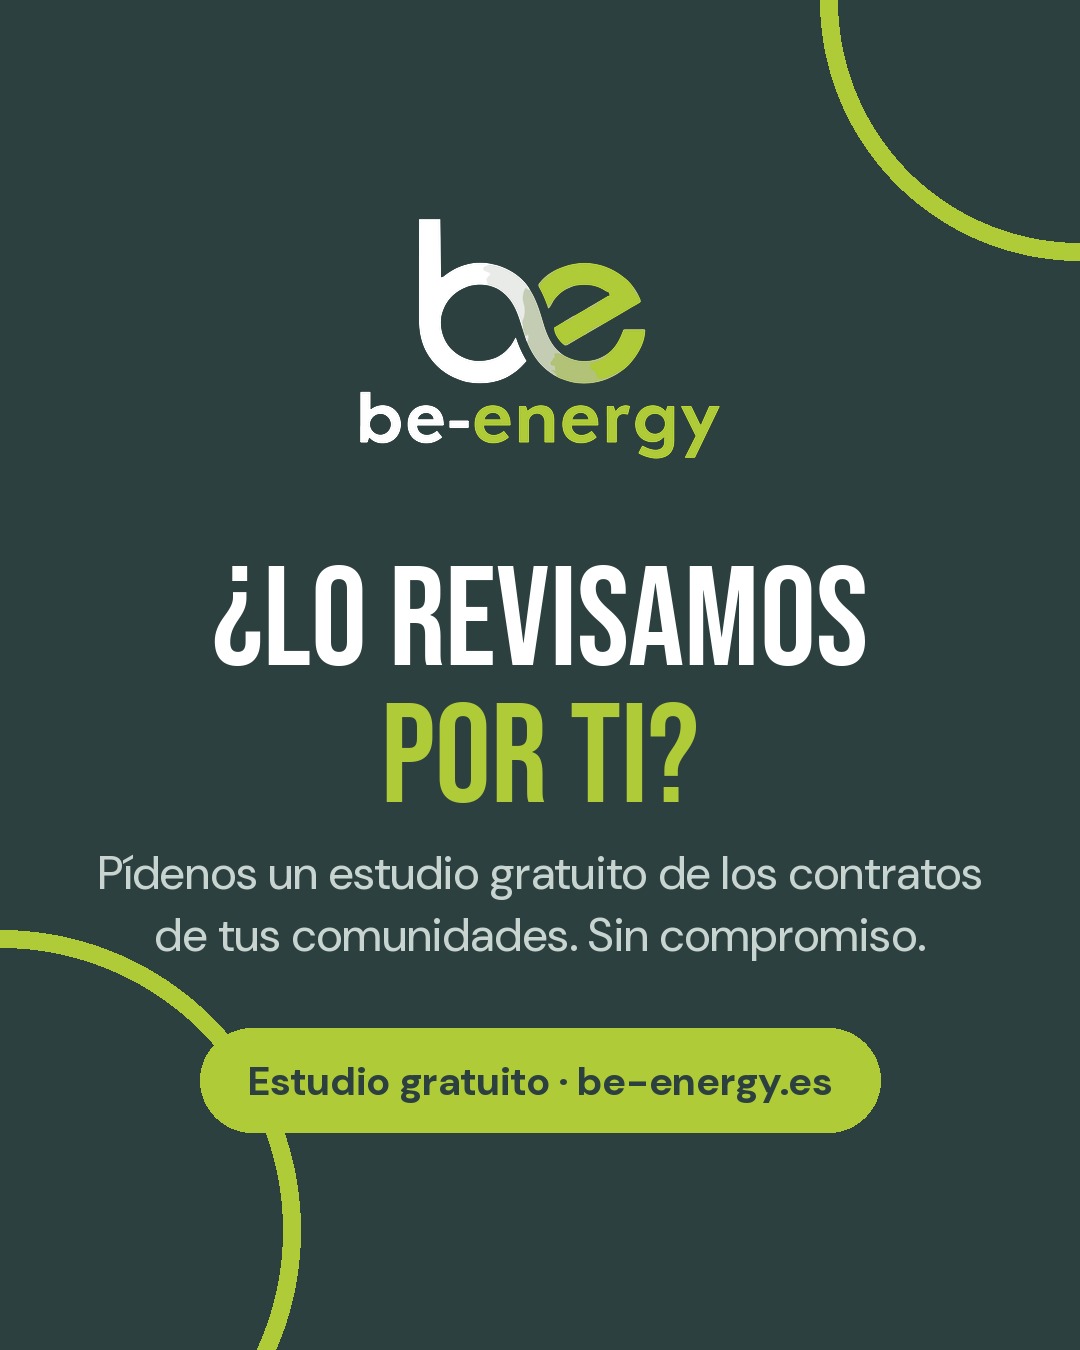 be
be-energy
¿LO REVISAMOS
POR TI?
Pídenos un estudio gratuito de los contratos
de tus comunidades. Sin compromiso.
Estudio gratuito · be-energy.es